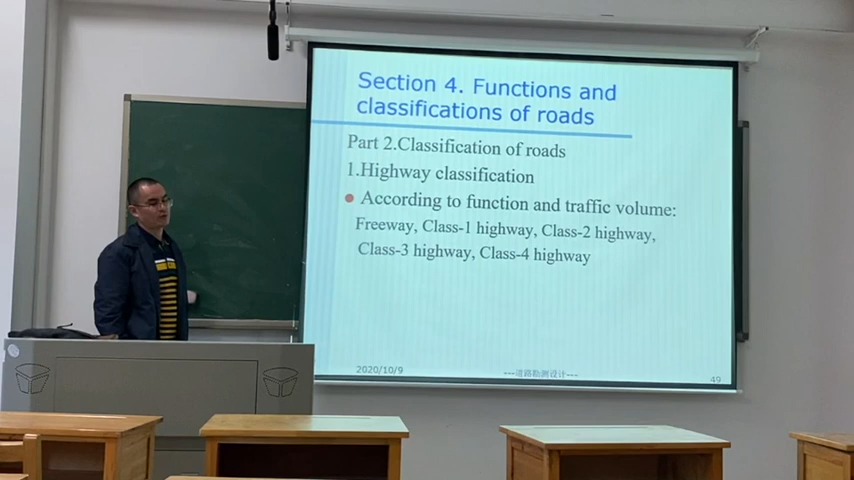 Section 4. Functions and
classifications of roads
Part 2.Classification of roads
1.Highway classification
According to function and traffic volume:
Freeway, Class-1 highway, Class-2 highway,
Class-3 highway, Class-4 highway
2020/10/9
---道路勘测设计---
49